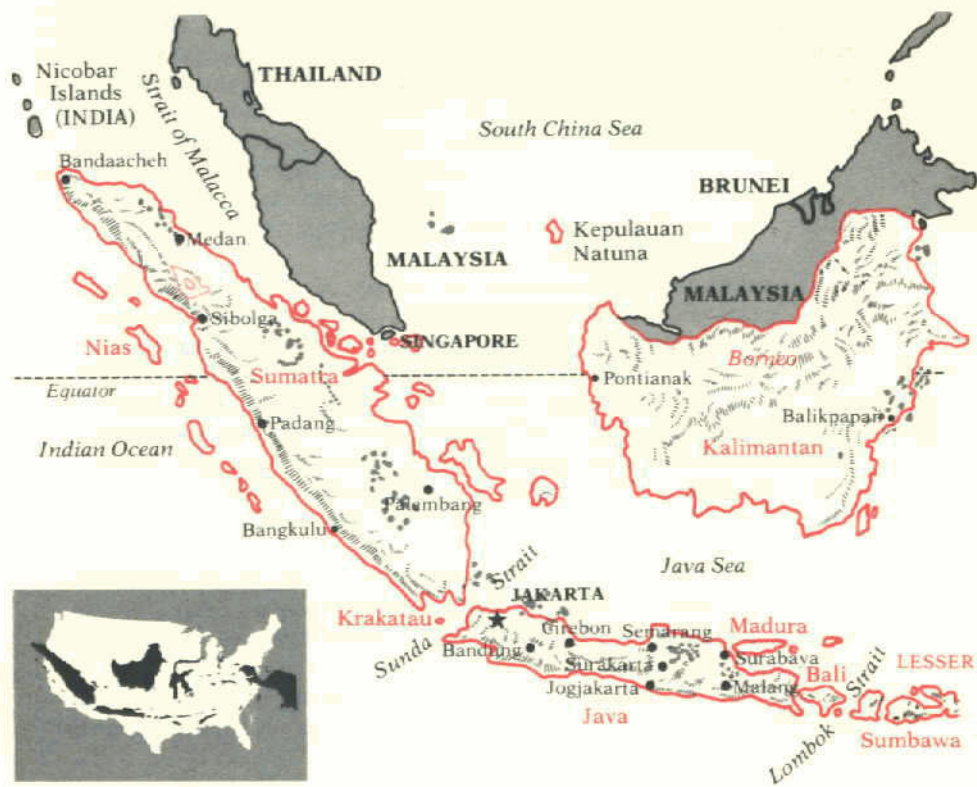 Nicobar
Islands
(INDIA)
THAILAND
Strait of Malacca
South China Sea
Bandaacheh
BRUNEI
Medan
MALAYSIA
Kepulauan
Natuna
MALAYSIA
Sibolga
SINGAPORE
Nias
Sumatra
Borneo
Equator
Pontianak
Padang
Balikpapan
Indian Ocean
Kalimantan
Palembang
Bangkulu
Java Sea
Sunda Strait
JAKARTA
Krakatau
Cirebon
Semarang
Madura
Bandung
Surakarta
Surabaya
Bali
LESSER
Jogjakarta
Malang
Java
Lombok Strait
Sumbawa